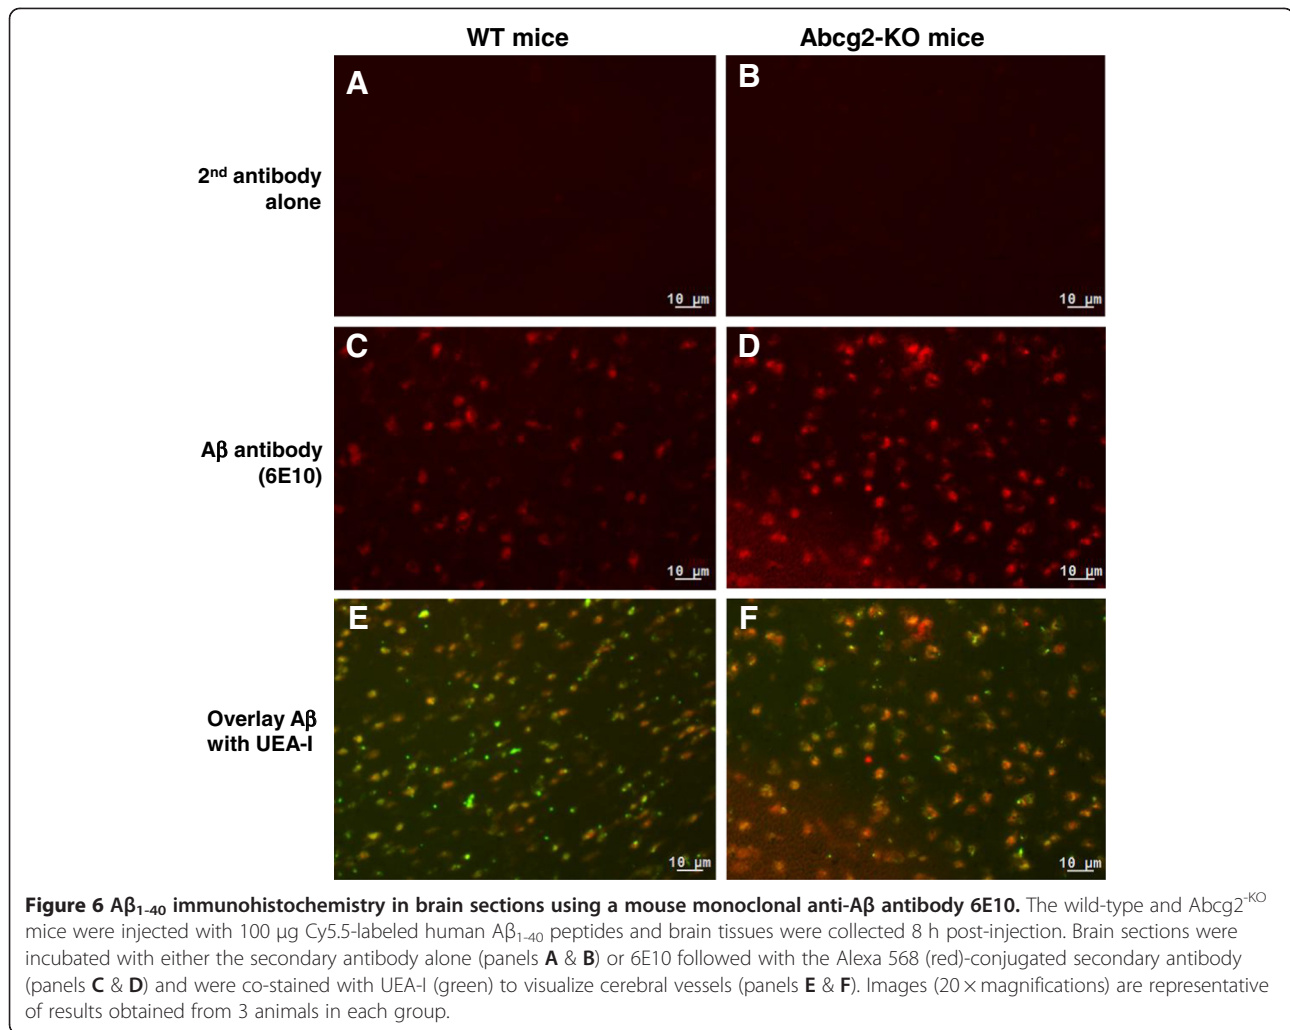 WT mice
Abcg2-KO mice
A
B
2nd antibody
alone
10 µm
10 µm
C
D
Aβ antibody
(6E10)
10 µm
10 µm
E
F
Overlay Aβ
with UEA-I
10 µm
10 µm
Figure 6 Aβ1-40 immunohistochemistry in brain sections using a mouse monoclonal anti-Aβ antibody 6E10. The wild-type and Abcg2-KO
mice were injected with 100 μg Cy5.5-labeled human Aβ1-40 peptides and brain tissues were collected 8 h post-injection. Brain sections were
incubated with either the secondary antibody alone (panels A & B) or 6E10 followed with the Alexa 568 (red)-conjugated secondary antibody
(panels C & D) and were co-stained with UEA-I (green) to visualize cerebral vessels (panels E & F). Images (20 × magnifications) are representative
of results obtained from 3 animals in each group.